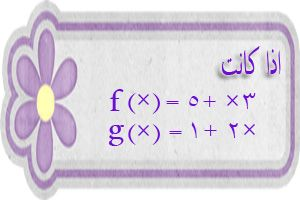 اذا كانت
f (×) = ٥ + ×٣
g (×) = ١ + ٢×